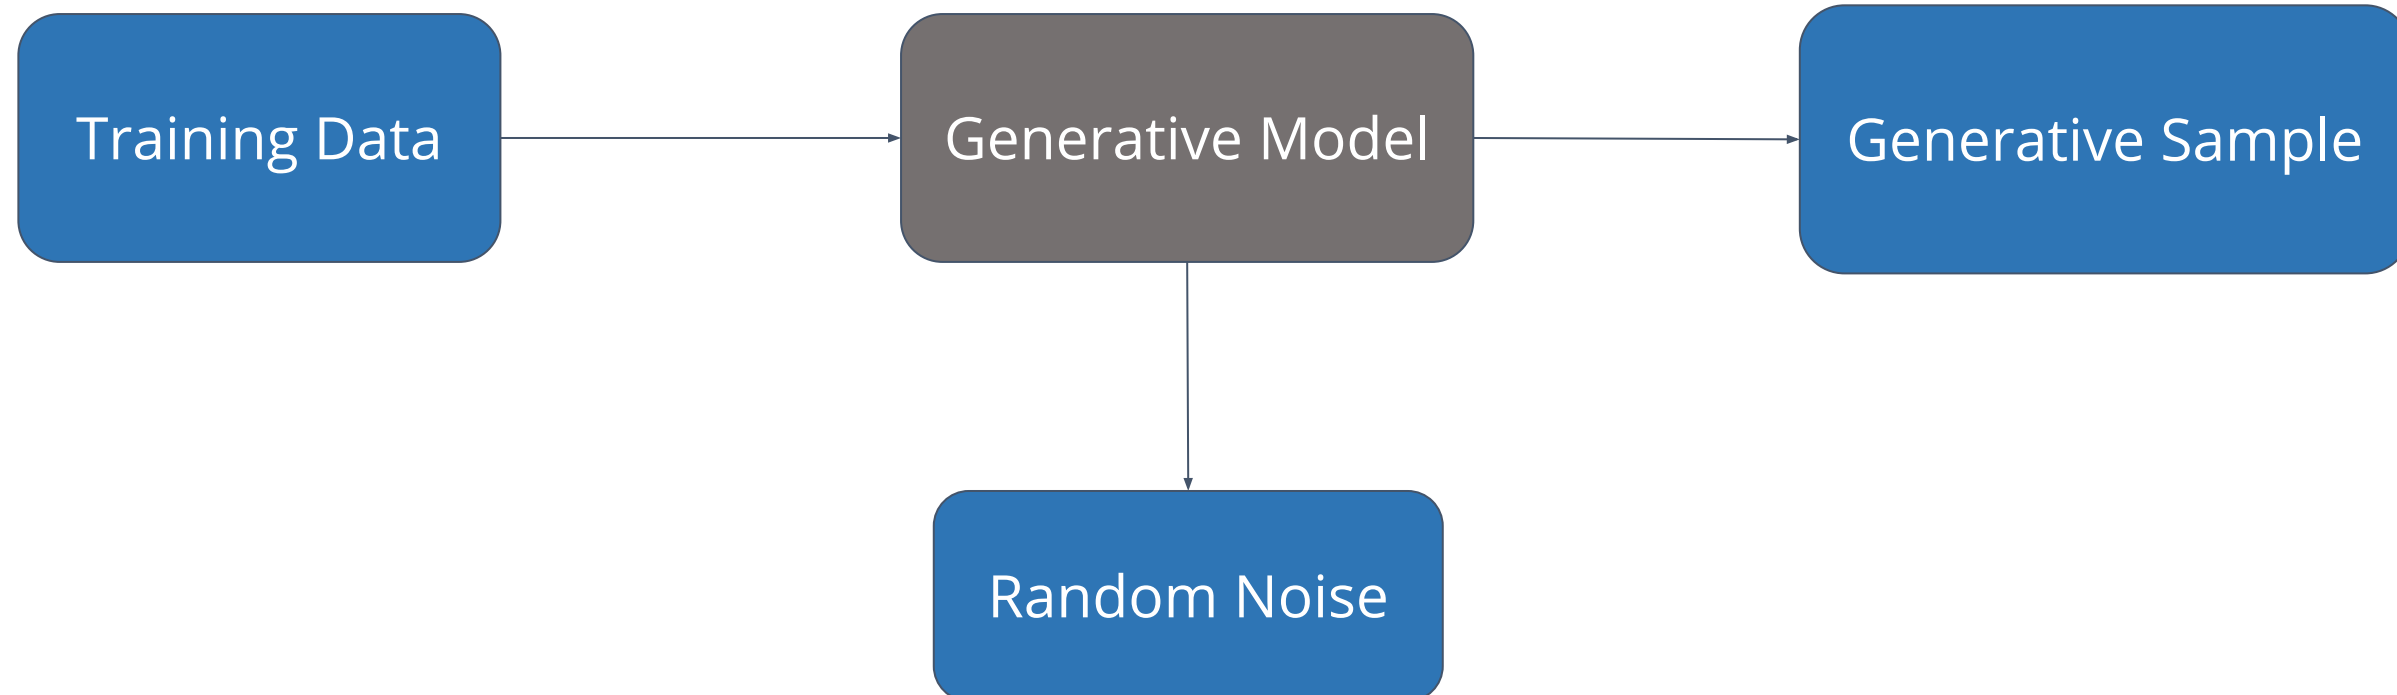 Training Data
Generative Model
Generative Sample
Random Noise